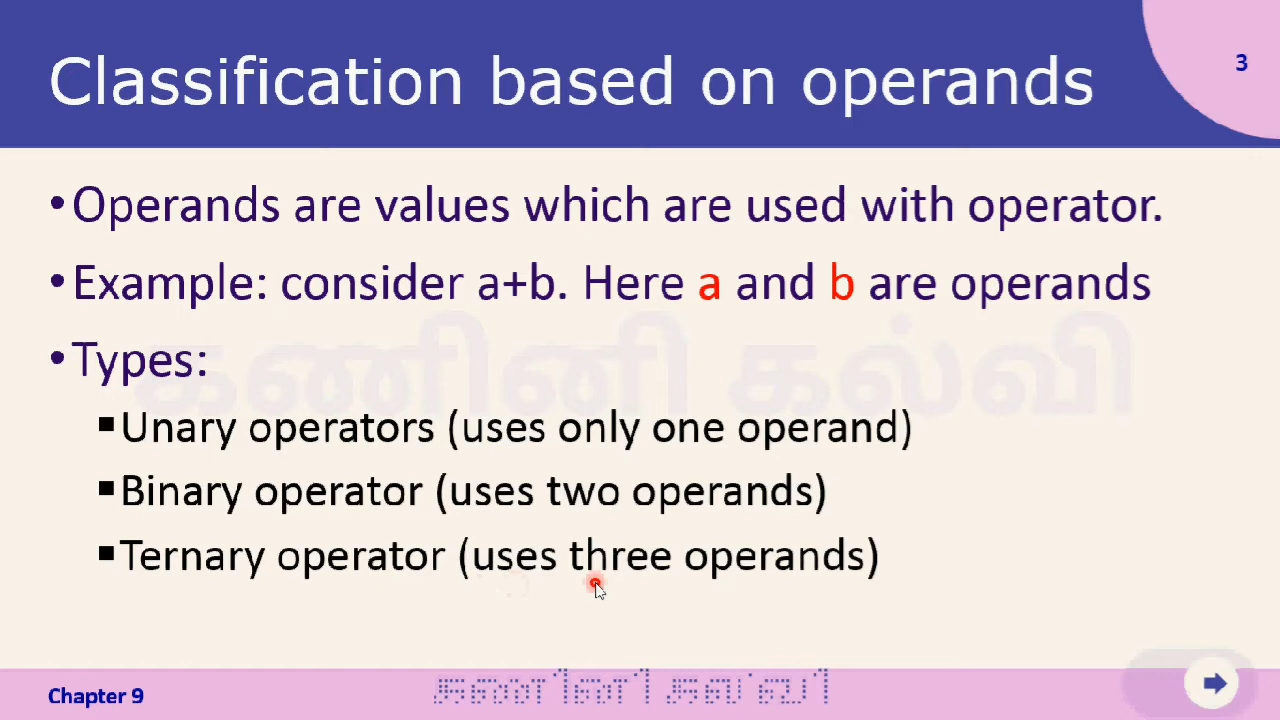 Classification based on operands
3
•Operands are values which are used with operator.
•Example: consider a+b. Here a and b are operands
•Types:
கணினி கல்வி
▪Unary operators (uses only one operand)
▪Binary operator (uses two operands)
▪Ternary operator (uses three operands)
Chapter 9
கணினி கல்வி